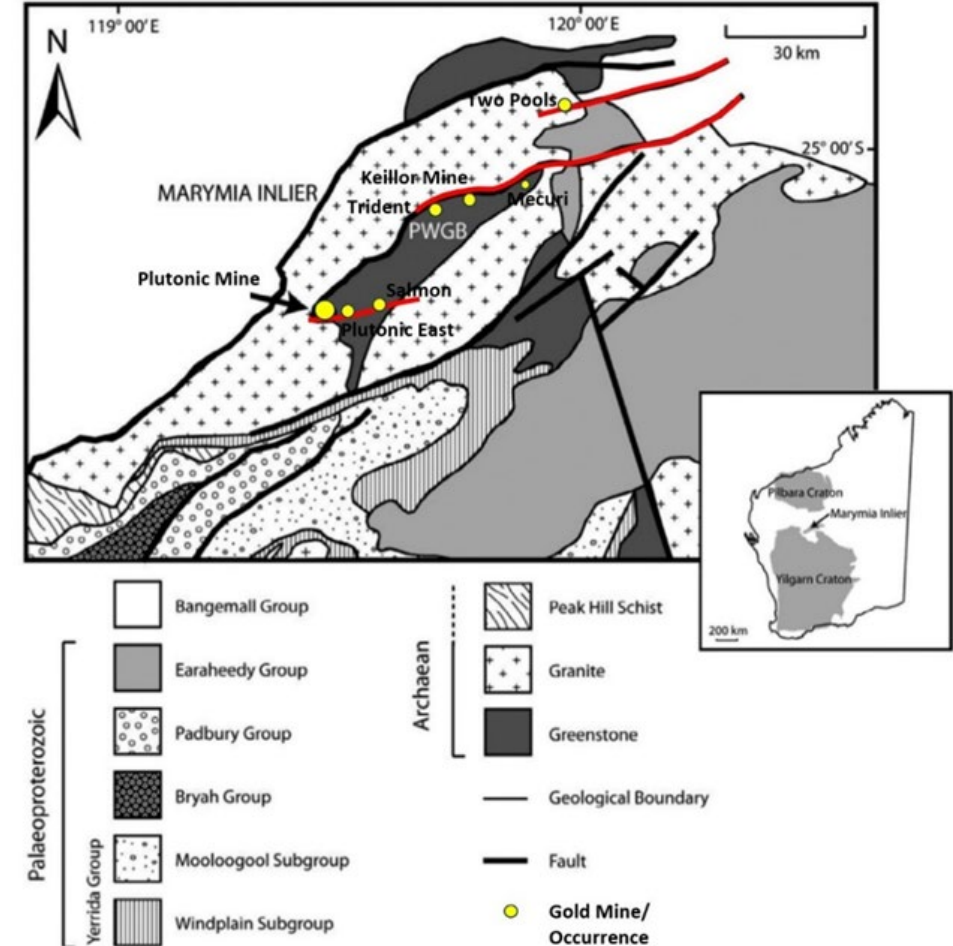 119° 00′ E
120° 00′ E
N
30 km
Two Pools
25° 00′ S
Keillor Mine
MARYMIA INLIER
Trident
Mecuri
PWGB
Plutonic Mine
Salmon
Plutonic East
Pilbara Craton
Marymia Inlier
Yilgarn Craton
200 km
Palaeoproterozoic
Yerrida Group
Bangemall Group
Earaheedy Group
Padbury Group
Bryah Group
Mooloogool Subgroup
Windplain Subgroup
Archaean
Peak Hill Schist
Granite
Greenstone
Geological Boundary
Fault
Gold Mine/
Occurrence